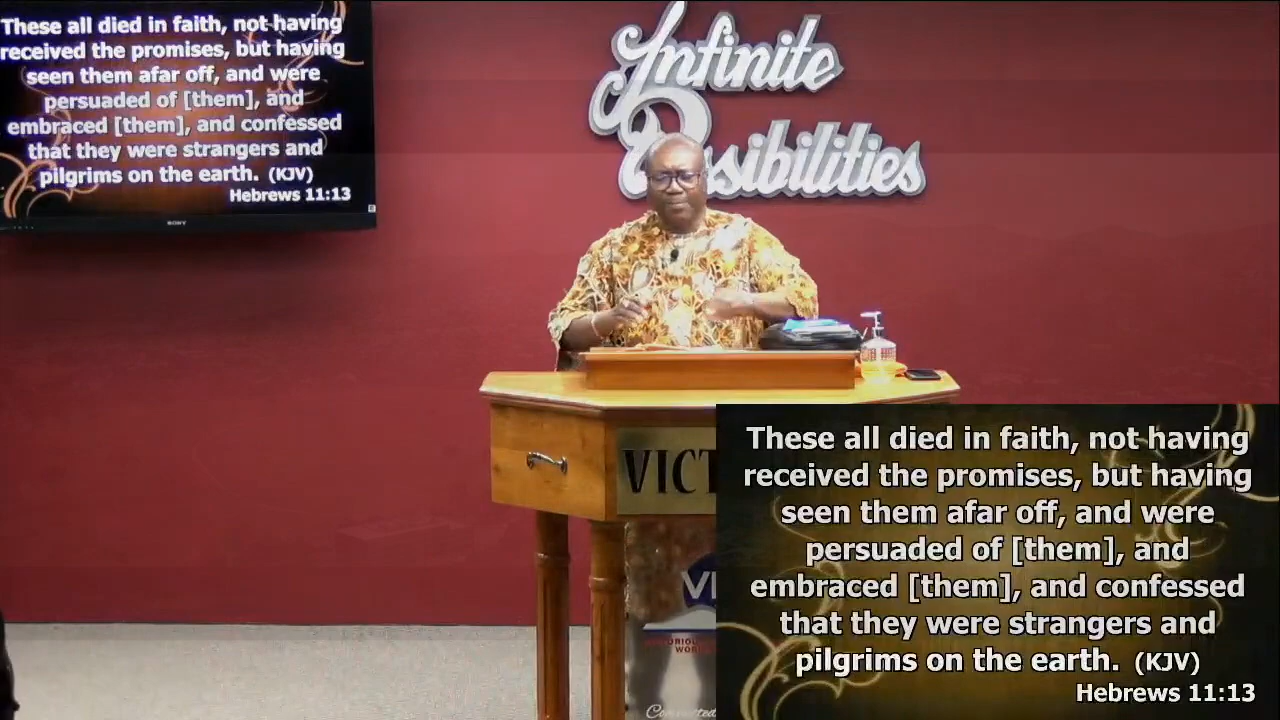 These all died in faith, not having
received the promises, but having
seen them afar off, and were
persuaded of [them], and
embraced [them], and confessed
that they were strangers and
pilgrims on the earth. (KJV)
Hebrews 11:13
SONY
Infinite
Possibilities
VICT
VI
These all died in faith, not having
received the promises, but having
seen them afar off, and were
persuaded of [them], and
embraced [them], and confessed
that they were strangers and
pilgrims on the earth. (KJV)
Hebrews 11:13